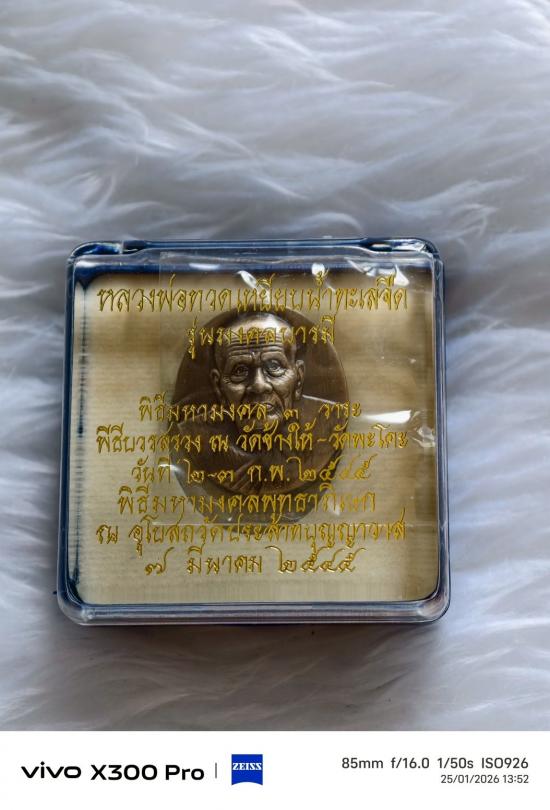 หลวงพ่อทวดเหยียบน้ำทะเลจืด
รุ่นมงคลบารมี
พิธีมหามงคล ๓ วาระ
พิธีบวรสรวง ณ วัดช้างให้-วัดพะโคะ
วันที่ ๒-๓ ก.พ. ๒๕๔๕
พิธีมหามงคลพุทธาภิเษก
ณ อุโบสถวัดประสาทบุญญาวาส
๗ มีนาคม ๒๕๔๕
vivo X300 Pro
ZEISS
85mm f/16.0 1/50s ISO926
25/01/2026 13:52